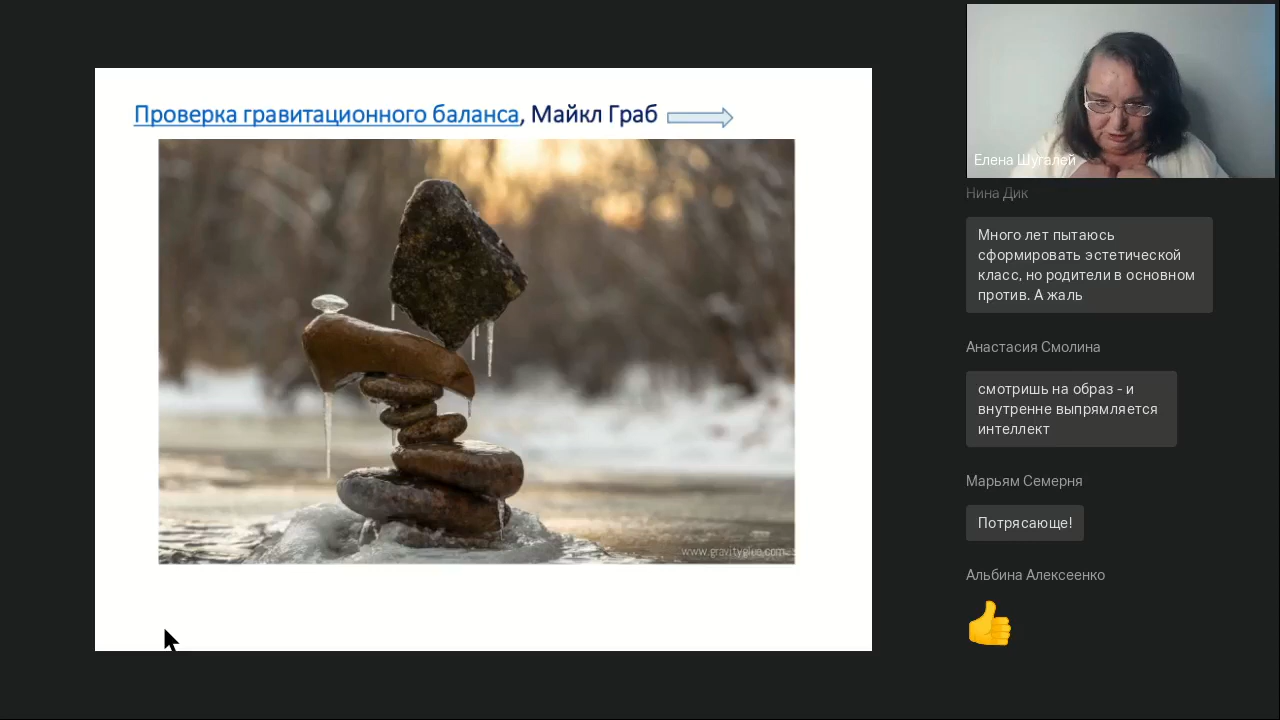 Проверка гравитационного баланса, Майкл Граб
www.gravityglue.com
Елена Шугалей
Нина Дик
Много лет пытаюсь
сформировать эстетической
класс, но родители в основном
против. А жаль
Анастасия Смолина
смотришь на образ - и
внутренне выпрямляется
интеллект
Марьям Семерня
Потрясающе!
Альбина Алексеенко